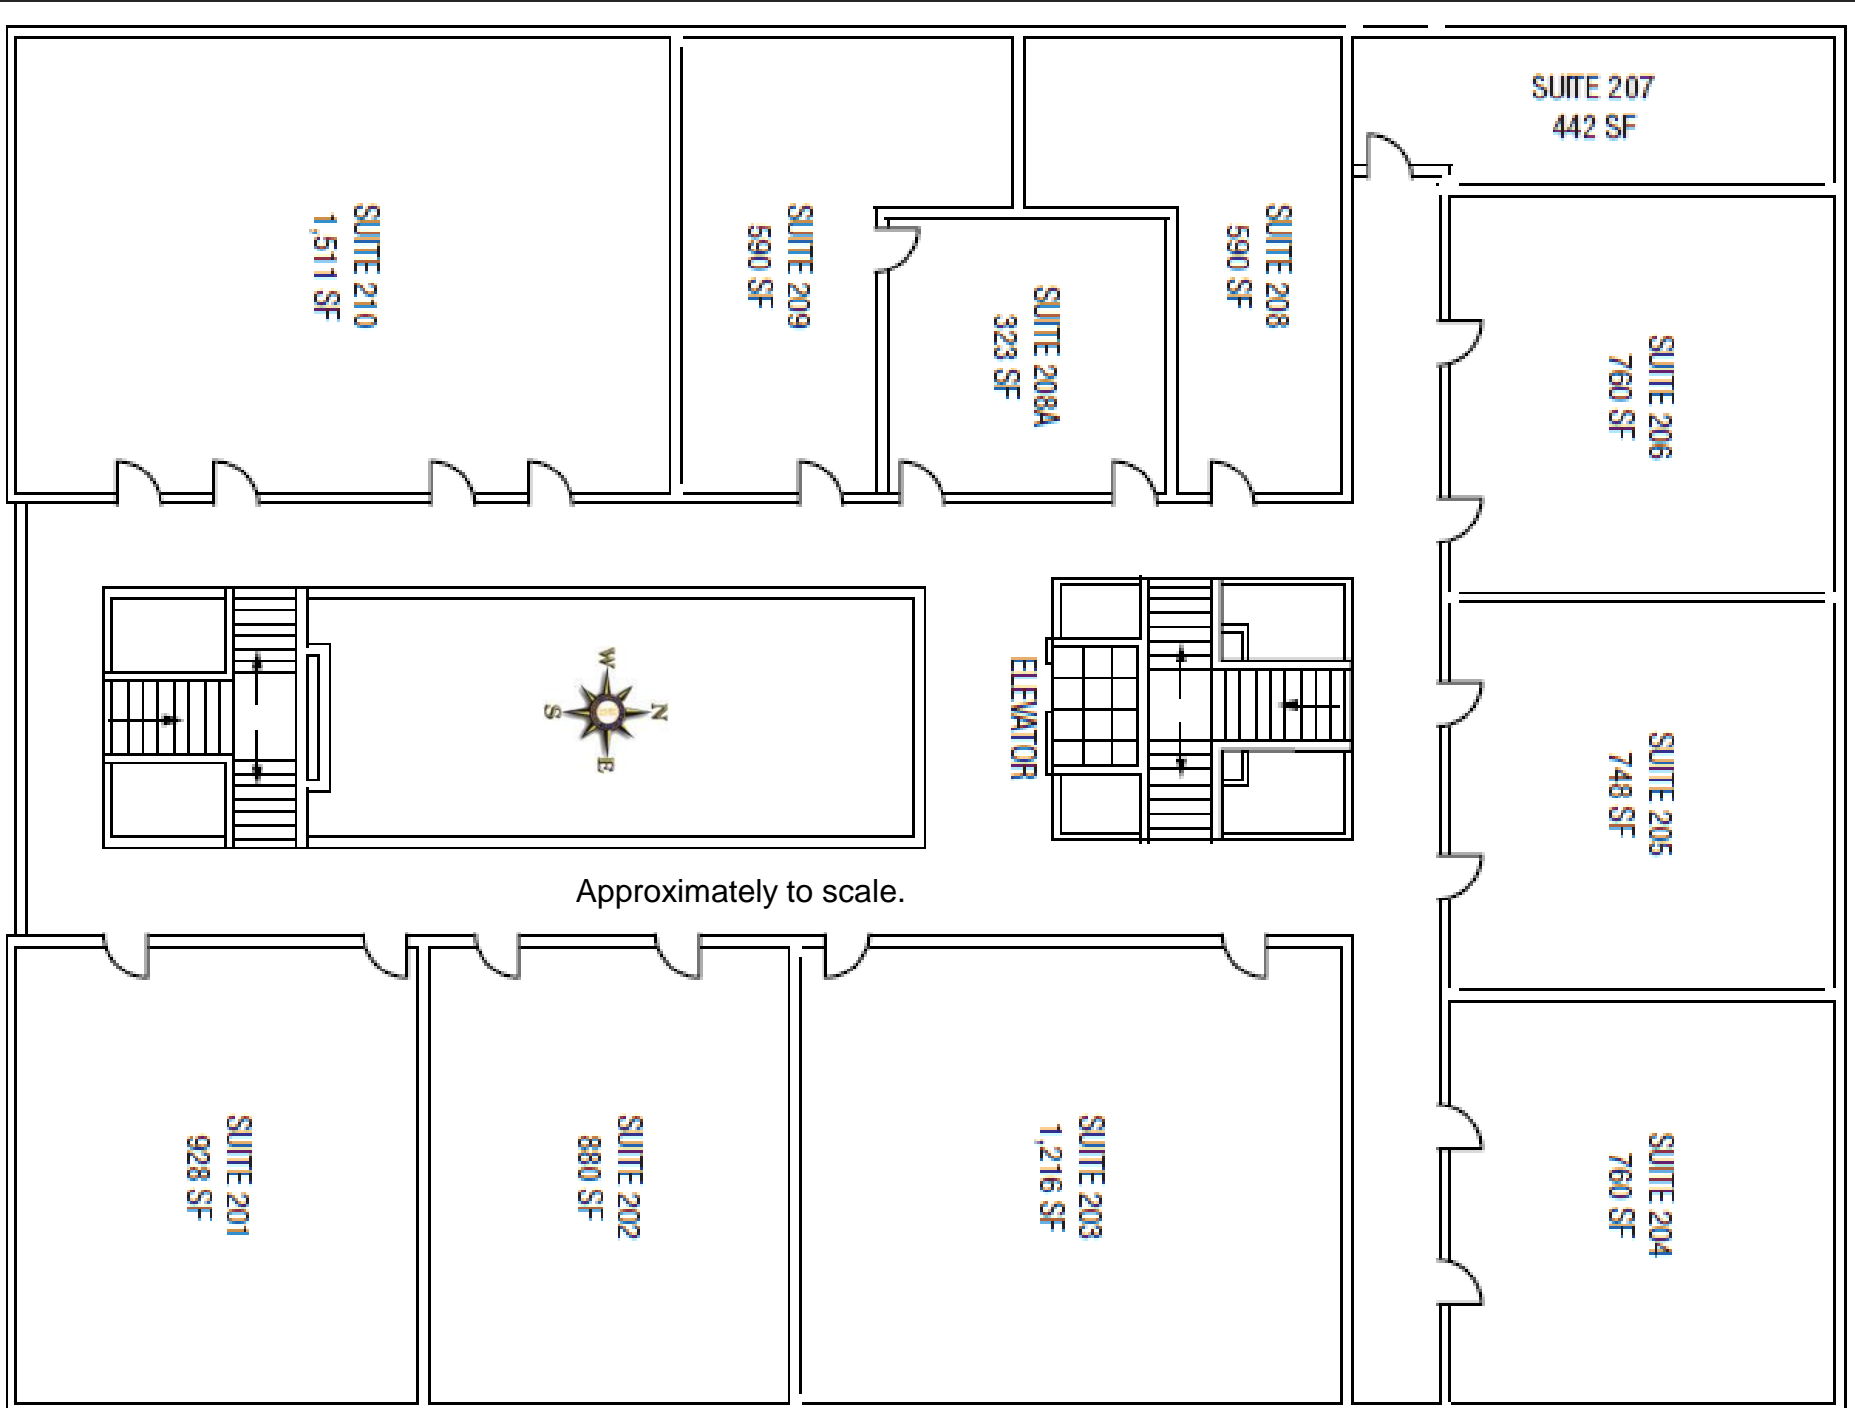 SUITE 207
442 SF
SUITE 210
1,511 SF
SUITE 209
590 SF
SUITE 208A
323 SF
SUITE 208
590 SF
SUITE 206
760 SF
W
N
S
E
ELEVATOR
SUITE 205
748 SF
Approximately to scale.
SUITE 201
928 SF
SUITE 202
880 SF
SUITE 203
1,216 SF
SUITE 204
760 SF